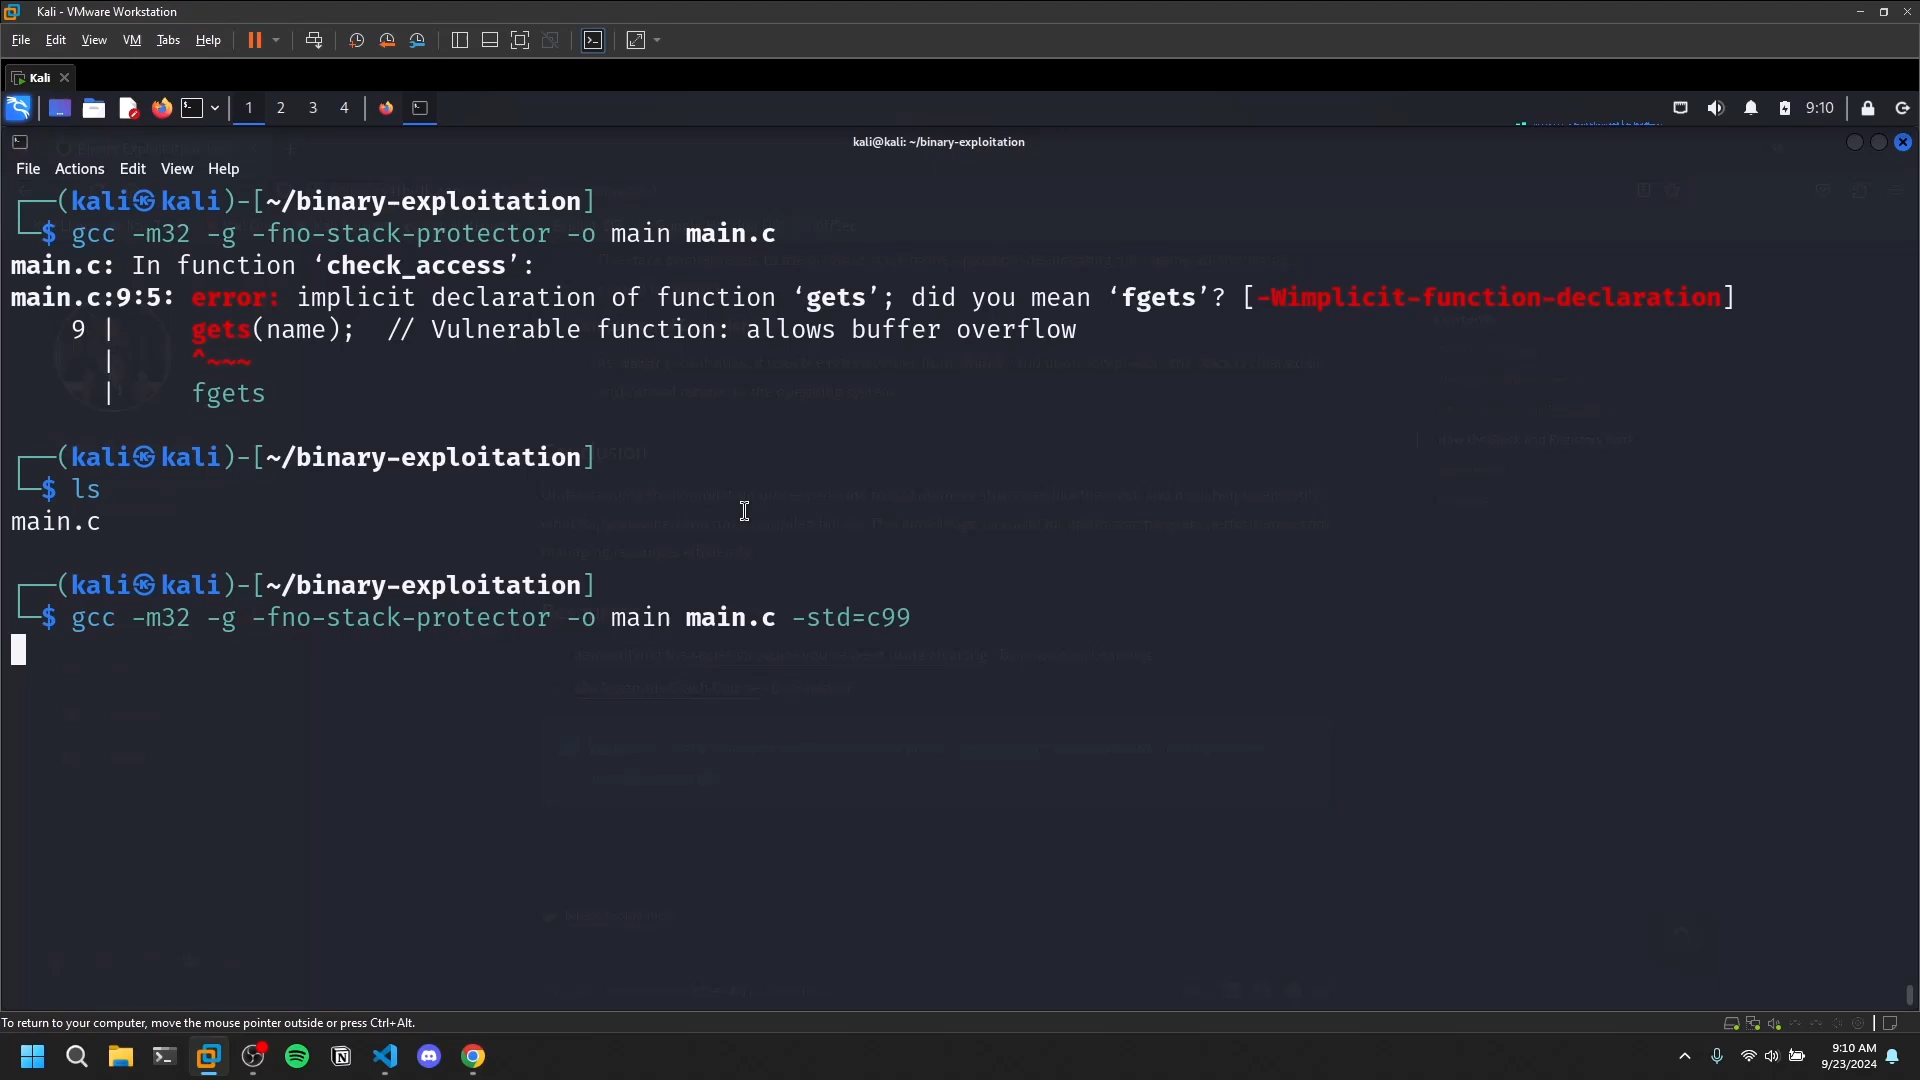 Kali - VMware Workstation
File Edit View VM Tabs Help
Kali
1 2 3 4 9:10
kali@kali: ~/binary-exploitation
File Actions Edit View Help
(kali㉿kali)-[~/binary-exploitation]
$ gcc -m32 -g -fno-stack-protector -o main main.c
main.c: In function ‘check_access’:
main.c:9:5: error: implicit declaration of function ‘gets’; did you mean ‘fgets’? [-Wimplicit-function-declaration]
9 | gets(name); // Vulnerable function: allows buffer overflow
| ^~~~
| fgets
(kali㉿kali)-[~/binary-exploitation]
$ ls
main.c
(kali㉿kali)-[~/binary-exploitation]
$ gcc -m32 -g -fno-stack-protector -o main main.c -std=c99
To return to your computer, move the mouse pointer outside or press Ctrl+Alt.
9:10 AM
9/23/2024